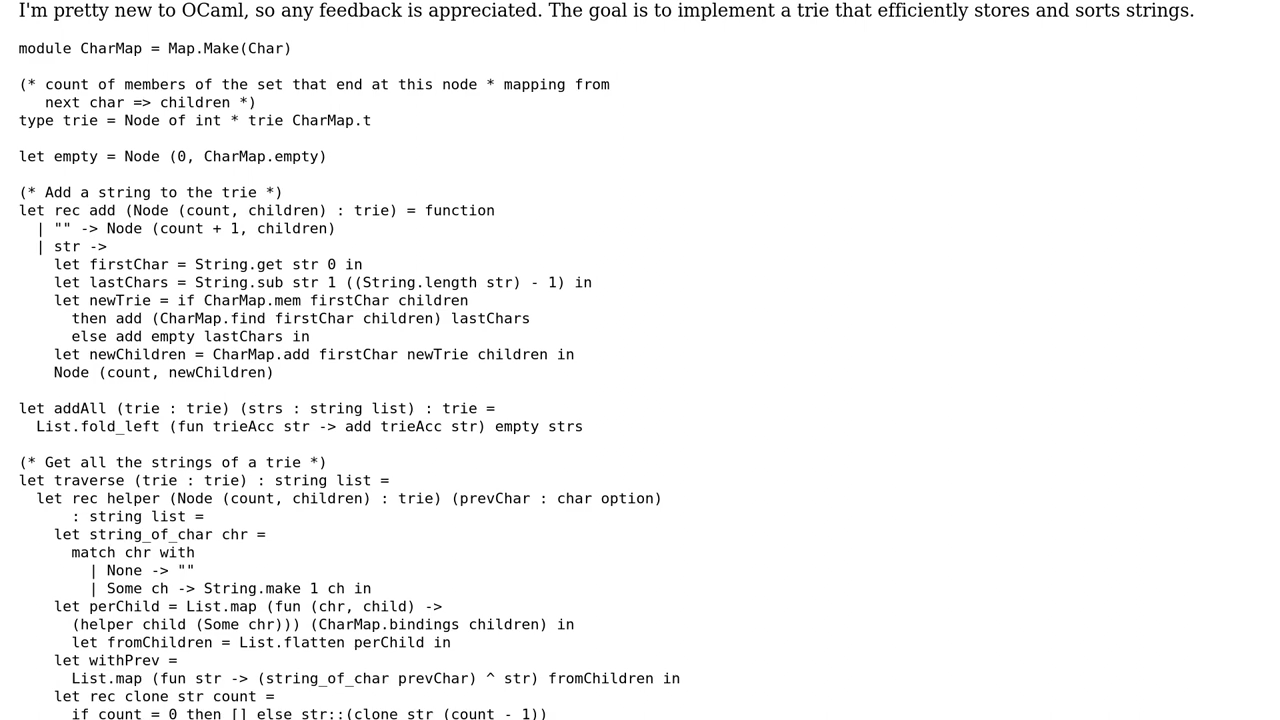 I'm pretty new to OCaml, so any feedback is appreciated. The goal is to implement a trie that efficiently stores and sorts strings.
module CharMap = Map.Make(Char)
(* count of members of the set that end at this node * mapping from
   next char => children *)
type trie = Node of int * trie CharMap.t
let empty = Node (0, CharMap.empty)
(* Add a string to the trie *)
let rec add (Node (count, children) : trie) = function
  | "" -> Node (count + 1, children)
  | str ->
    let firstChar = String.get str 0 in
    let lastChars = String.sub str 1 ((String.length str) - 1) in
    let newTrie = if CharMap.mem firstChar children
      then add (CharMap.find firstChar children) lastChars
      else add empty lastChars in
    let newChildren = CharMap.add firstChar newTrie children in
    Node (count, newChildren)
let addAll (trie : trie) (strs : string list) : trie =
  List.fold_left (fun trieAcc str -> add trieAcc str) empty strs
(* Get all the strings of a trie *)
let traverse (trie : trie) : string list =
  let rec helper (Node (count, children) : trie) (prevChar : char option)
      : string list =
    let string_of_char chr =
      match chr with
        | None -> ""
        | Some ch -> String.make 1 ch in
    let perChild = List.map (fun (chr, child) ->
      (helper child (Some chr))) (CharMap.bindings children) in
      let fromChildren = List.flatten perChild in
    let withPrev =
      List.map (fun str -> (string_of_char prevChar) ^ str) fromChildren in
    let rec clone str count =
      if count = 0 then [] else str::(clone str (count - 1))